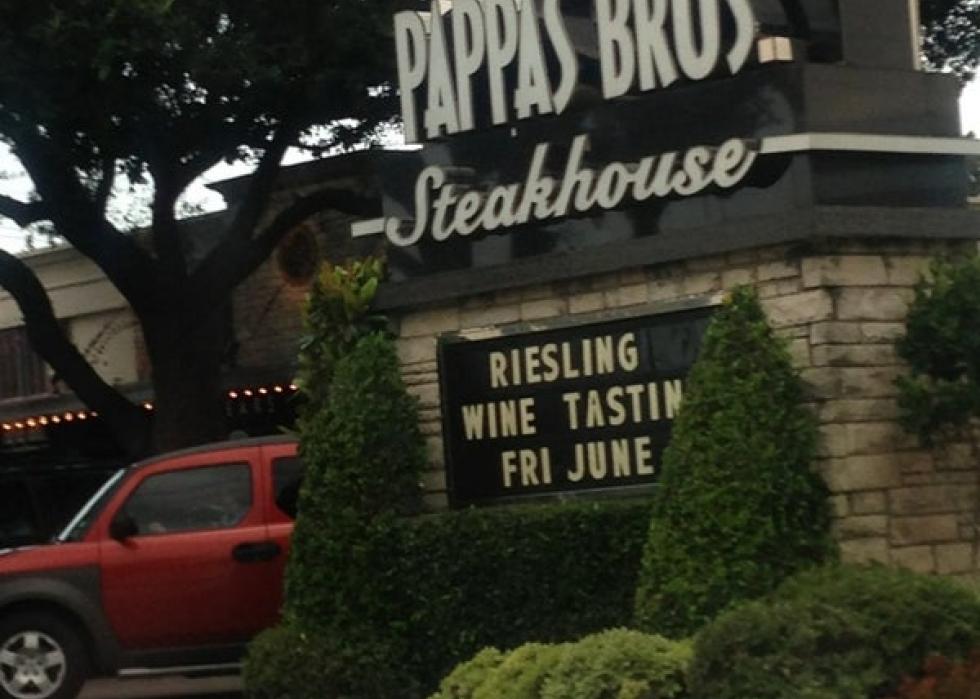 PAPPAS BROS
Steakhouse
RIESLING
WINE TASTIN
FRI JUNE